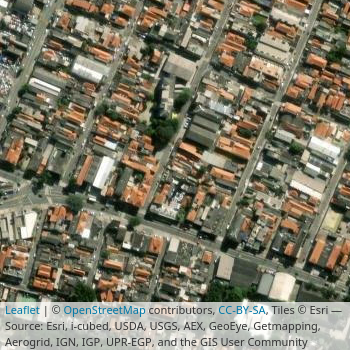 Leaflet | © OpenStreetMap contributors, CC-BY-SA, Tiles © Esri —
Source: Esri, i-cubed, USDA, USGS, AEX, GeoEye, Getmapping,
Aerogrid, IGN, IGP, UPR-EGP, and the GIS User Community